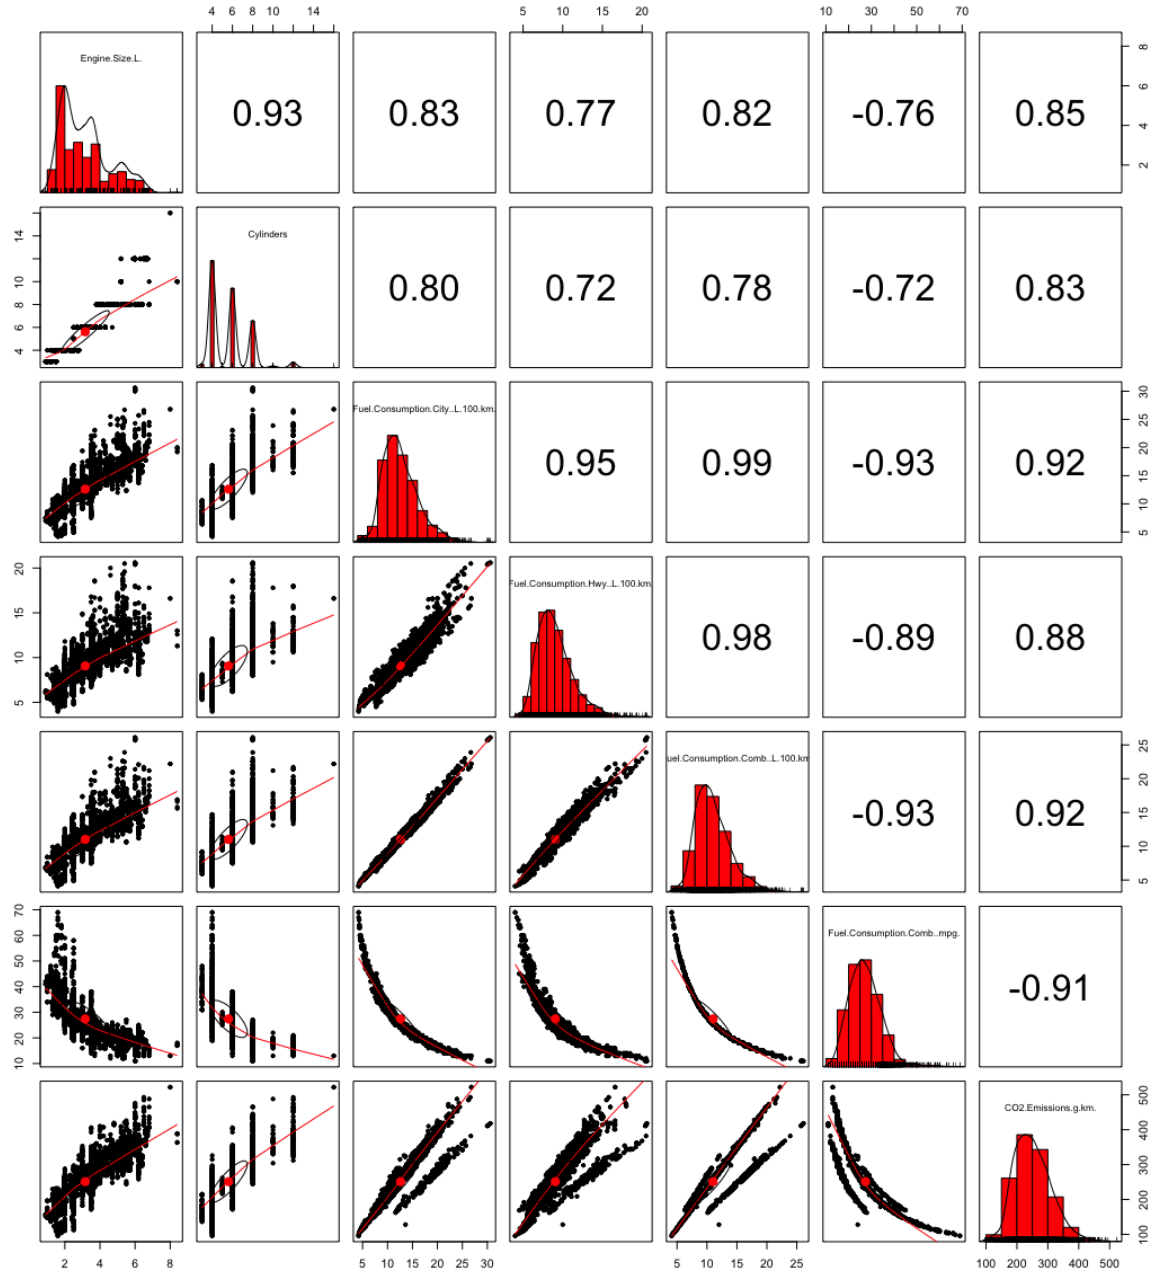 4 6 8 10 14
5 10 15 20
10 30 50 70
Engine.Size.L.
0.93
0.83
0.77
0.82
-0.76
0.85
2 4 6 8
4 6 8 10 14
Cylinders
0.80
0.72
0.78
-0.72
0.83
Fuel.Consumption.City..L.100.km.
0.95
0.99
-0.93
0.92
5 10 15 20 25 30
5 10 15 20
Fuel.Consumption.Hwy..L.100.km.
0.98
-0.89
0.88
uel.Consumption.Comb..L.100.km
-0.93
0.92
5 10 15 20 25
10 20 30 40 50 60 70
Fuel.Consumption.Comb..mpg.
-0.91
CO2.Emissions.g.km.
100 200 300 400 500
2 4 6 8
5 10 15 20 25 30
5 10 15 20 25
100 200 300 400 500